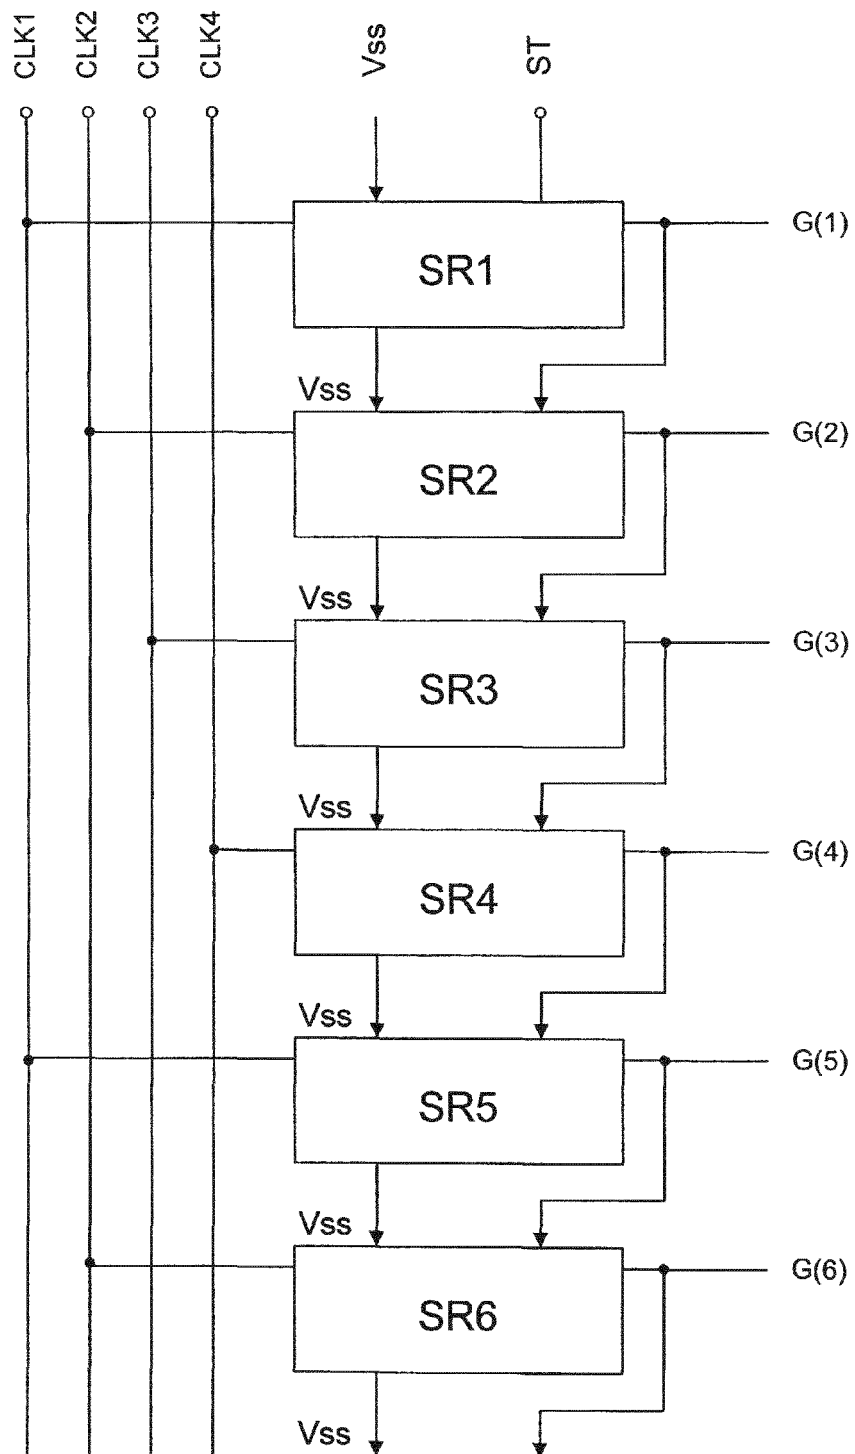 CLK1
CLK2
CLK3
CLK4
Vss
ST
G(1)
SR1
Vss
G(2)
SR2
Vss
G(3)
SR3
Vss
G(4)
SR4
Vss
G(5)
SR5
Vss
G(6)
SR6
Vss